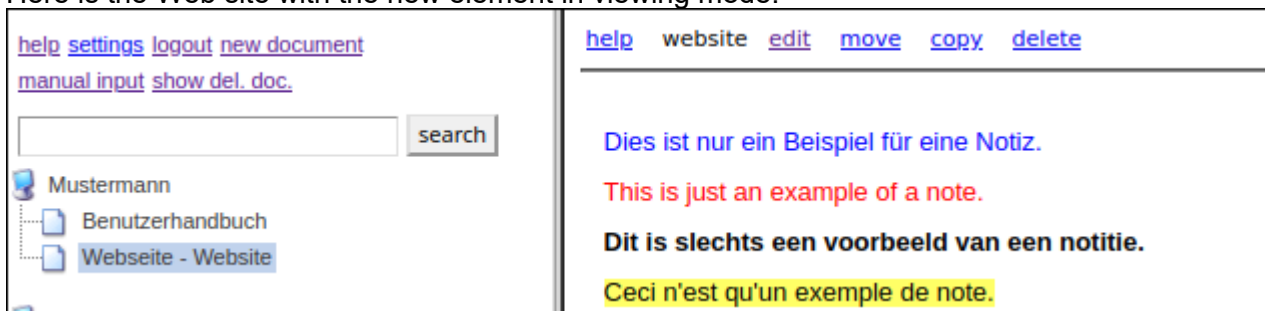 Here is the Web site with the new element in viewing mode:
help settings logout new document
manual input show del. doc.
search
Mustermann
Benutzerhandbuch
Webseite - Website
help website edit move copy delete
Dies ist nur ein Beispiel für eine Notiz.
This is just an example of a note.
Dit is slechts een voorbeeld van een notitie.
Ceci n'est qu'un exemple de note.